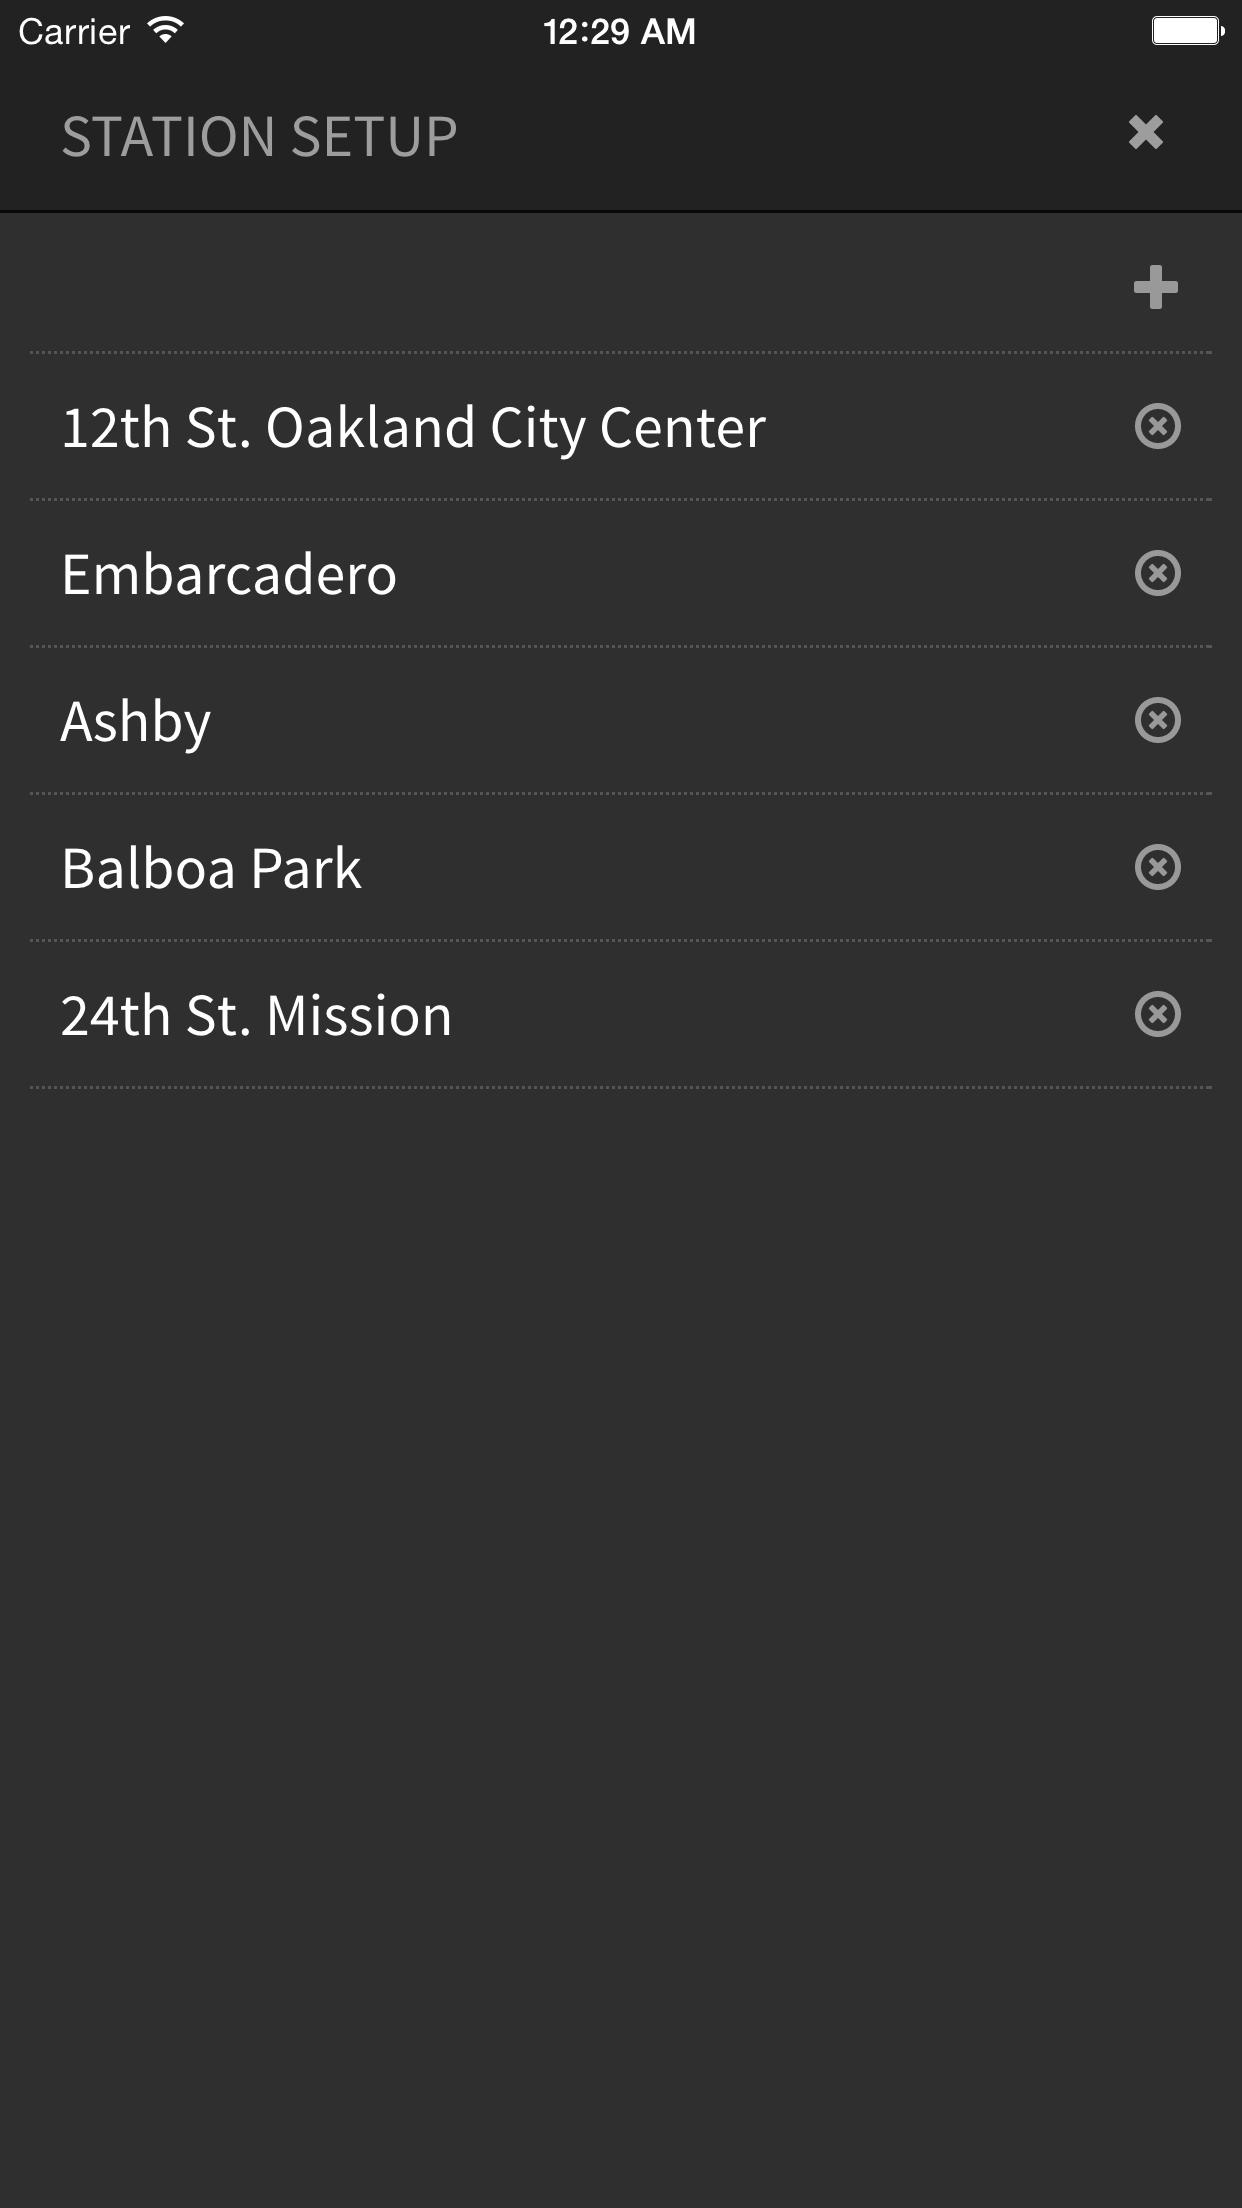 Carrier 12:29 AM
STATION SETUP
12th St. Oakland City Center
Embarcadero
Ashby
Balboa Park
24th St. Mission